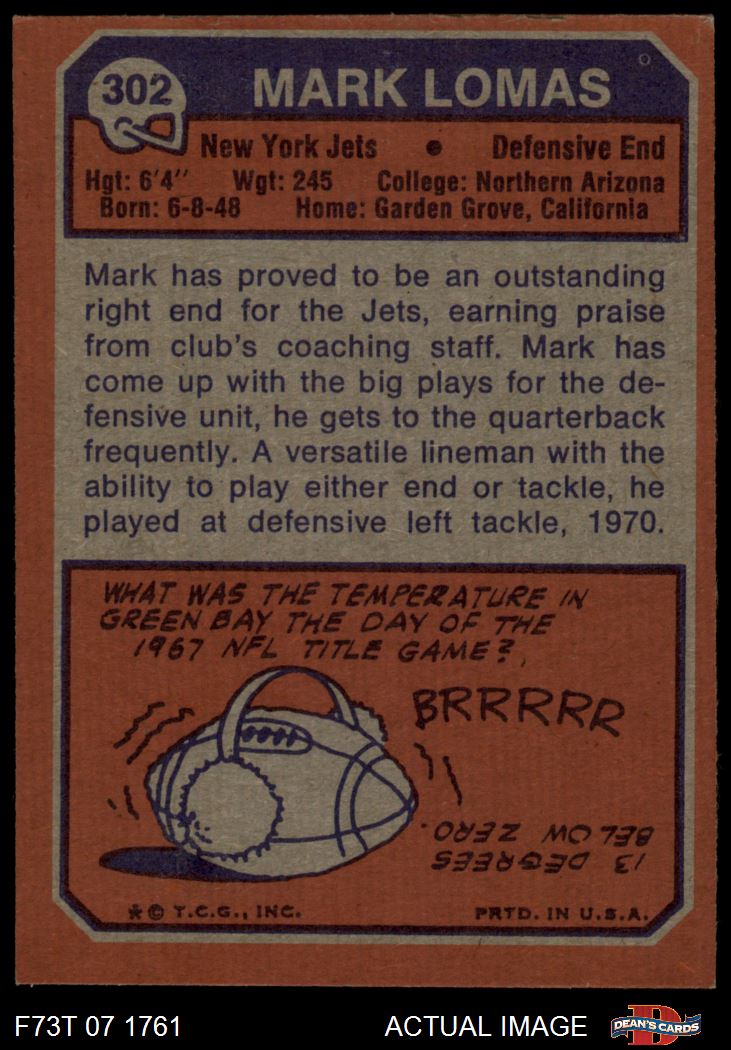 302
MARK LOMAS
New York Jets • Defensive End
Hgt: 6'4" Wgt: 245 College: Northern Arizona
Born: 6-8-48 Home: Garden Grove, California
Mark has proved to be an outstanding
right end for the Jets, earning praise
from club's coaching staff. Mark has
come up with the big plays for the de-
fensive unit, he gets to the quarterback
frequently. A versatile lineman with the
ability to play either end or tackle, he
played at defensive left tackle, 1970.
WHAT WAS THE TEMPERATURE IN
GREEN BAY THE DAY OF THE
1967 NFL TITLE GAME?
BRRRRR
13 DEGREES
BELOW ZERO.
* © T.C.G., INC. PRTD. IN U.S.A.
F73T 07 1761 ACTUAL IMAGE
D
DEAN'S CARDS